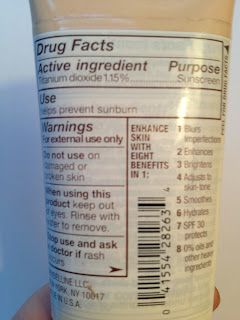 Drug Facts
Active ingredient Purpose
Titanium dioxide 1.15% Sunscreen
Use
helps prevent sunburn
Warnings
For external use only
Do not use on
damaged or
broken skin
When using this
product keep out
of eyes. Rinse with
water to remove.
Stop use and ask
doctor if rash
occurs
NY 10017
IN U.S.A.
ENHANCE
SKIN
WITH
EIGHT
BENEFITS
IN 1:
1 Blurs
imperfections
2 Enhances
3 Brightens
4 Adjusts to
skin-tone
5 Smoothes
6 Hydrates
7 SPF 30
protects
8 0% oils and
other heavy
ingredients
0 41554 28263 4